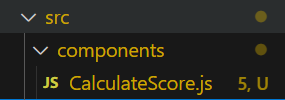 src
components
JS CalculateScore.js 5, U